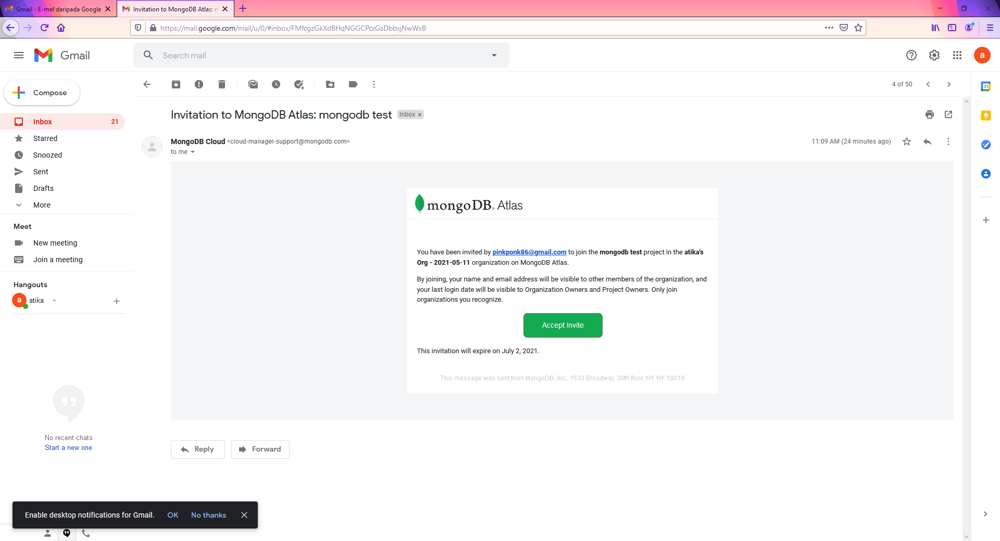 Gmail - E-mel daripada Google
Invitation to MongoDB Atlas: m
https://mail.google.com/mail/u/0/#inbox/FMfcgzGkXdBHqNGGCPcxGsDbbxjNwWxB
Gmail
Search mail
a
Compose
4 of 50
31
Inbox 21
Starred
Snoozed
Sent
Drafts
More
Meet
New meeting
Join a meeting
Hangouts
a atika
No recent chats
Start a new one
Invitation to MongoDB Atlas: mongodb test Inbox x
MongoDB Cloud <cloud-manager-support@mongodb.com> 11:09 AM (24 minutes ago)
to me
mongoDB® Atlas
You have been invited by pinkponk86@gmail.com to join the mongodb test project in the atika's
Org - 2021-05-11 organization on MongoDB Atlas.
By joining, your name and email address will be visible to other members of the organization, and
your last login date will be visible to Organization Owners and Project Owners. Only join
organizations you recognize.
Accept Invite
This invitation will expire on July 2, 2021.
This message was sent from MongoDB, Inc., 1633 Broadway, 38th floor, NY, NY 10019
Reply Forward
Enable desktop notifications for Gmail. OK No thanks